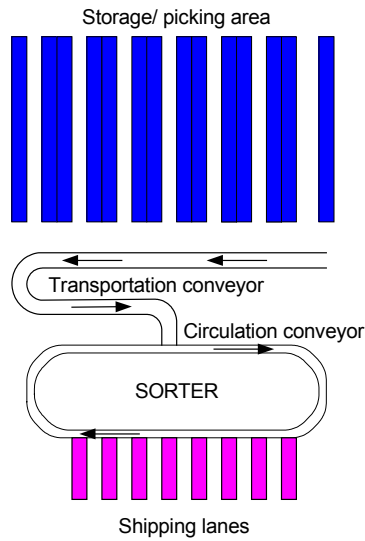 Storage/ picking area
Transportation conveyor
Circulation conveyor
SORTER
Shipping lanes